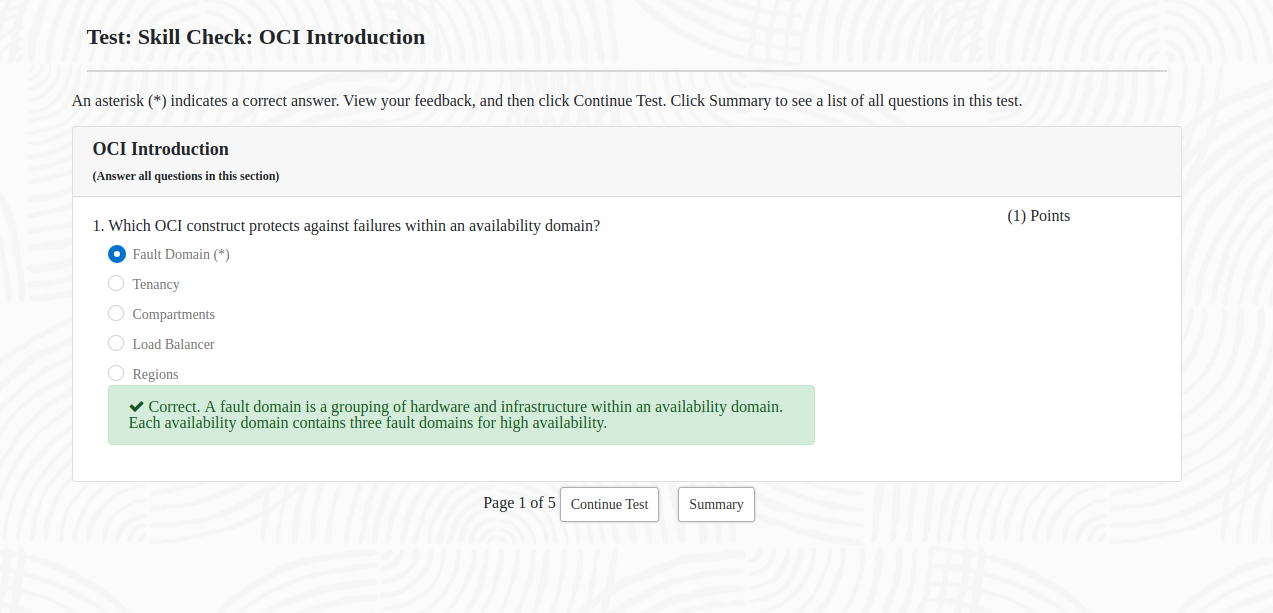 Test: Skill Check: OCI Introduction
An asterisk (*) indicates a correct answer. View your feedback, and then click Continue Test. Click Summary to see a list of all questions in this test.
OCI Introduction
(Answer all questions in this section)
1. Which OCI construct protects against failures within an availability domain?
(1) Points
Fault Domain (*)
Tenancy
Compartments
Load Balancer
Regions
Correct. A fault domain is a grouping of hardware and infrastructure within an availability domain.
Each availability domain contains three fault domains for high availability.
Page 1 of 5 Continue Test Summary